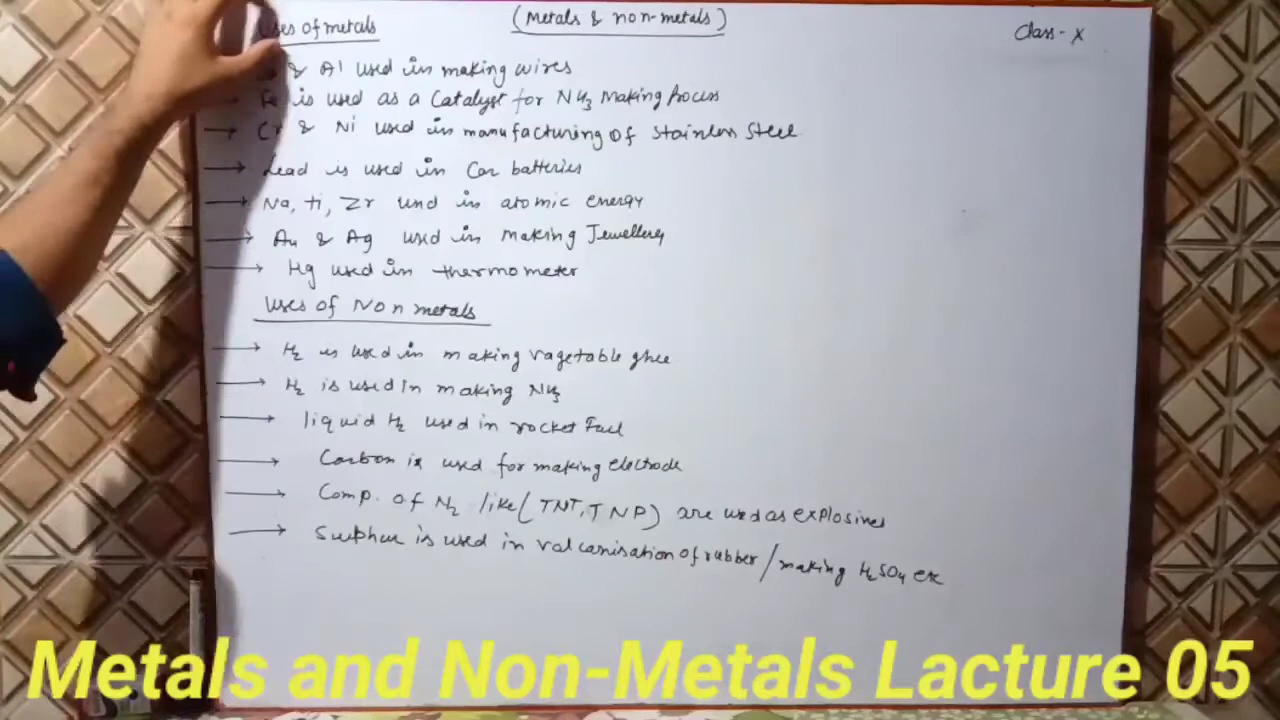 Uses of metals
(Metals & non-metals)
Class-X
& Al used in making wires
Fe is used as a Catalyst for NH3 Making Process
→ Cr & Ni used in manufacturing of Stainless Steel
→ Lead is used in Car batteries
→ Na, Ti, Zr used in atomic energy
→ Au & Ag used in Making Jewellery
→ Hg used in thermometer
Uses of Non metals
→ H2 is used in making vagetable ghee
→ H2 is used in making NH3
→ liquid H2 used in rocket Fuel
→ Carbon is used for making electrode
→ Comp. of N2 like (TNT, TNP) are used as explosives
→ Sulphur is used in valcanisation of rubber / making H2SO4 etc
Metals and Non-Metals Lacture 05